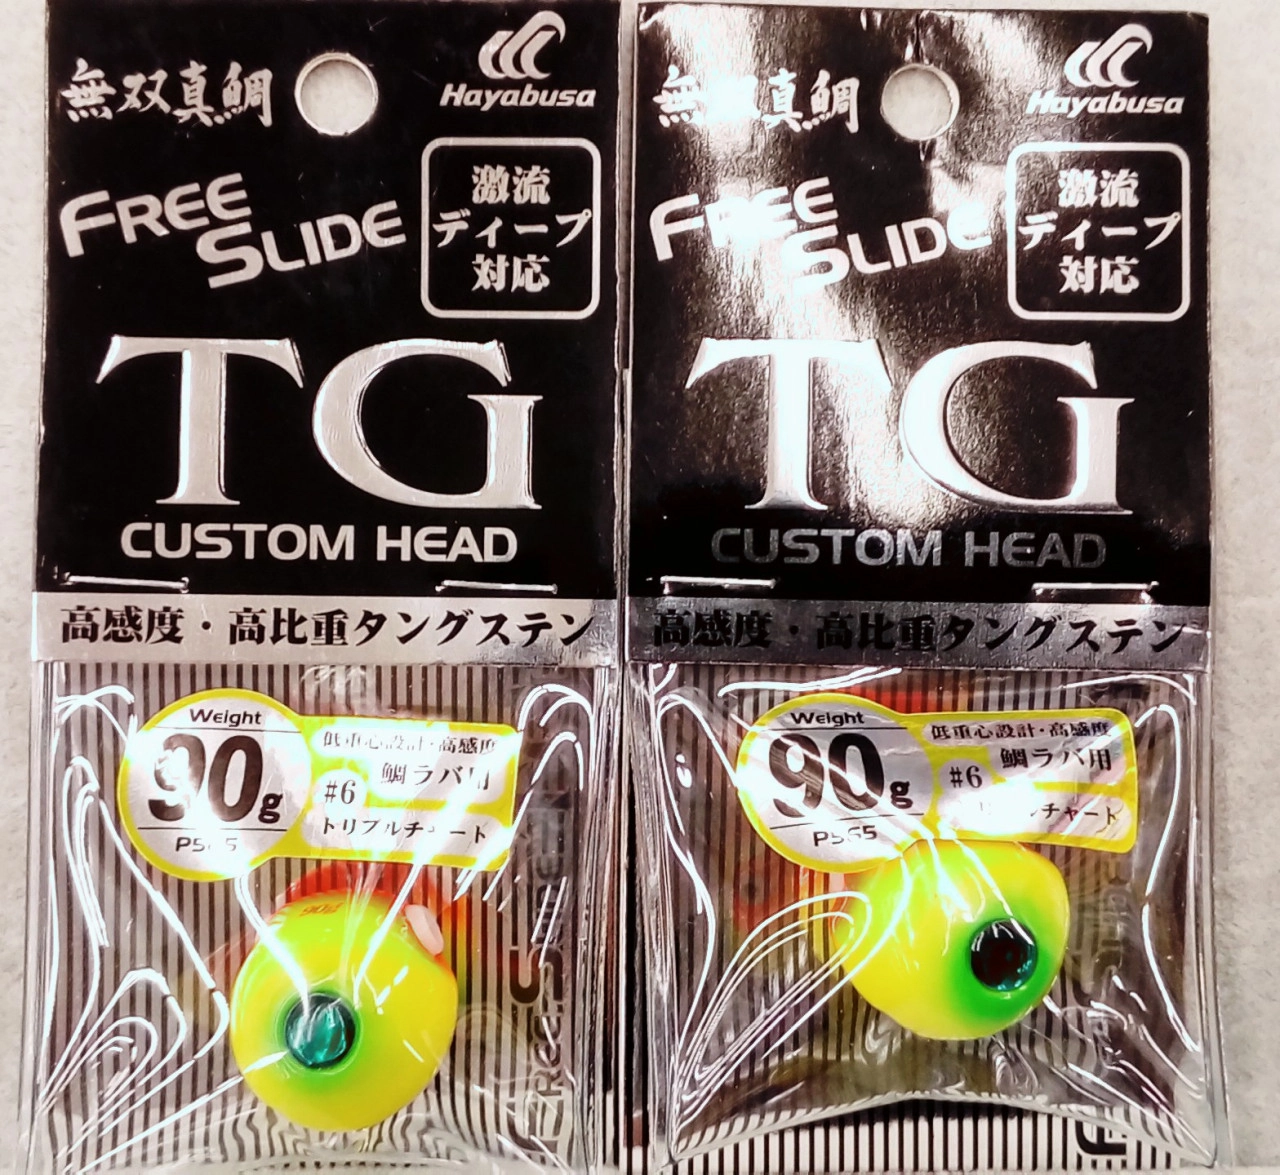 無双真鯛
Hayabusa
FREE
SLIDE
激流
ディープ
対応
TG
CUSTOM HEAD
高感度・高比重タングステン
Weight
90g
低重心設計・高感度
鯛ラバ用
#6
トリプルチャート
90g
無双真鯛
Hayabusa
FREE
SLIDE
激流
ディープ
対応
TG
CUSTOM HEAD
高感度・高比重タングステン
Weight
90g
P565
低重心設計・高感度
鯛ラバ用
#6
チャート